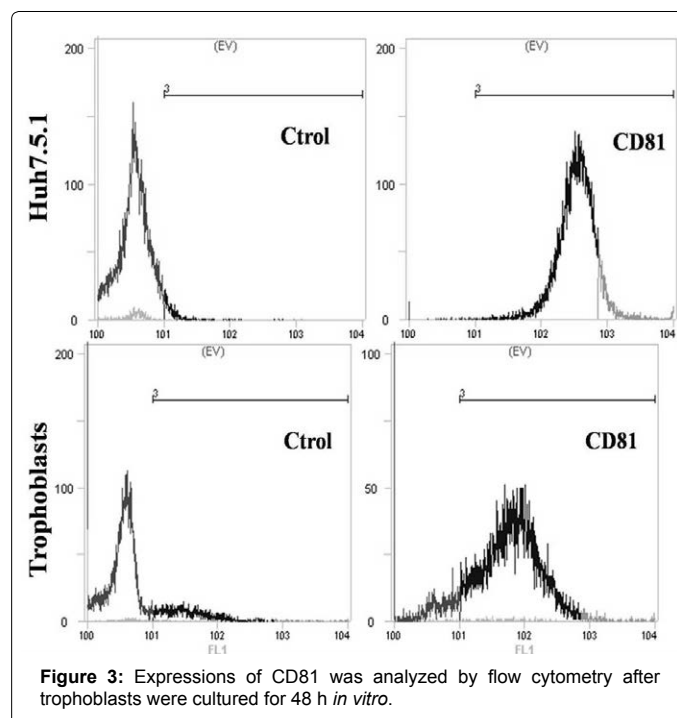 (EV)
200
3
Ctrol
100
0
100 101 102 103 104
Huh7.5.1
(EV)
200
3
CD81
100
0
100 101 102 103 104
(EV)
200
3
Ctrol
100
0
100 101 102 103 104
FL1
Trophoblasts
(EV)
100
3
CD81
50
0
100 101 102 103 104
FL1
Figure 3: Expressions of CD81 was analyzed by flow cytometry after
trophoblasts were cultured for 48 h in vitro.